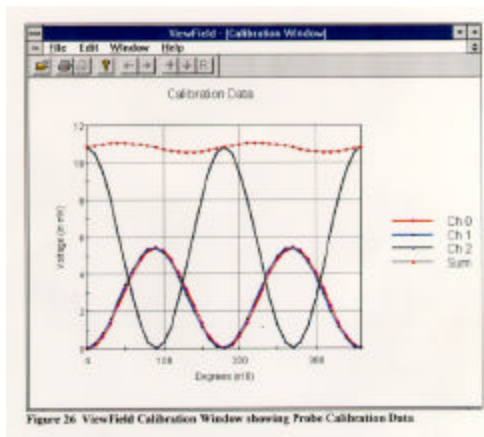 ViewField - [Calibration Window]
File Edit Window Help
R
Calibration Data
12
10
8
6
4
2
0
Voltage (in mV)
0 100 200 300
Degrees (x10)
Ch 0
Ch 1
Ch 2
Sum
Figure 26 ViewField Calibration Window showing Probe Calibration Data